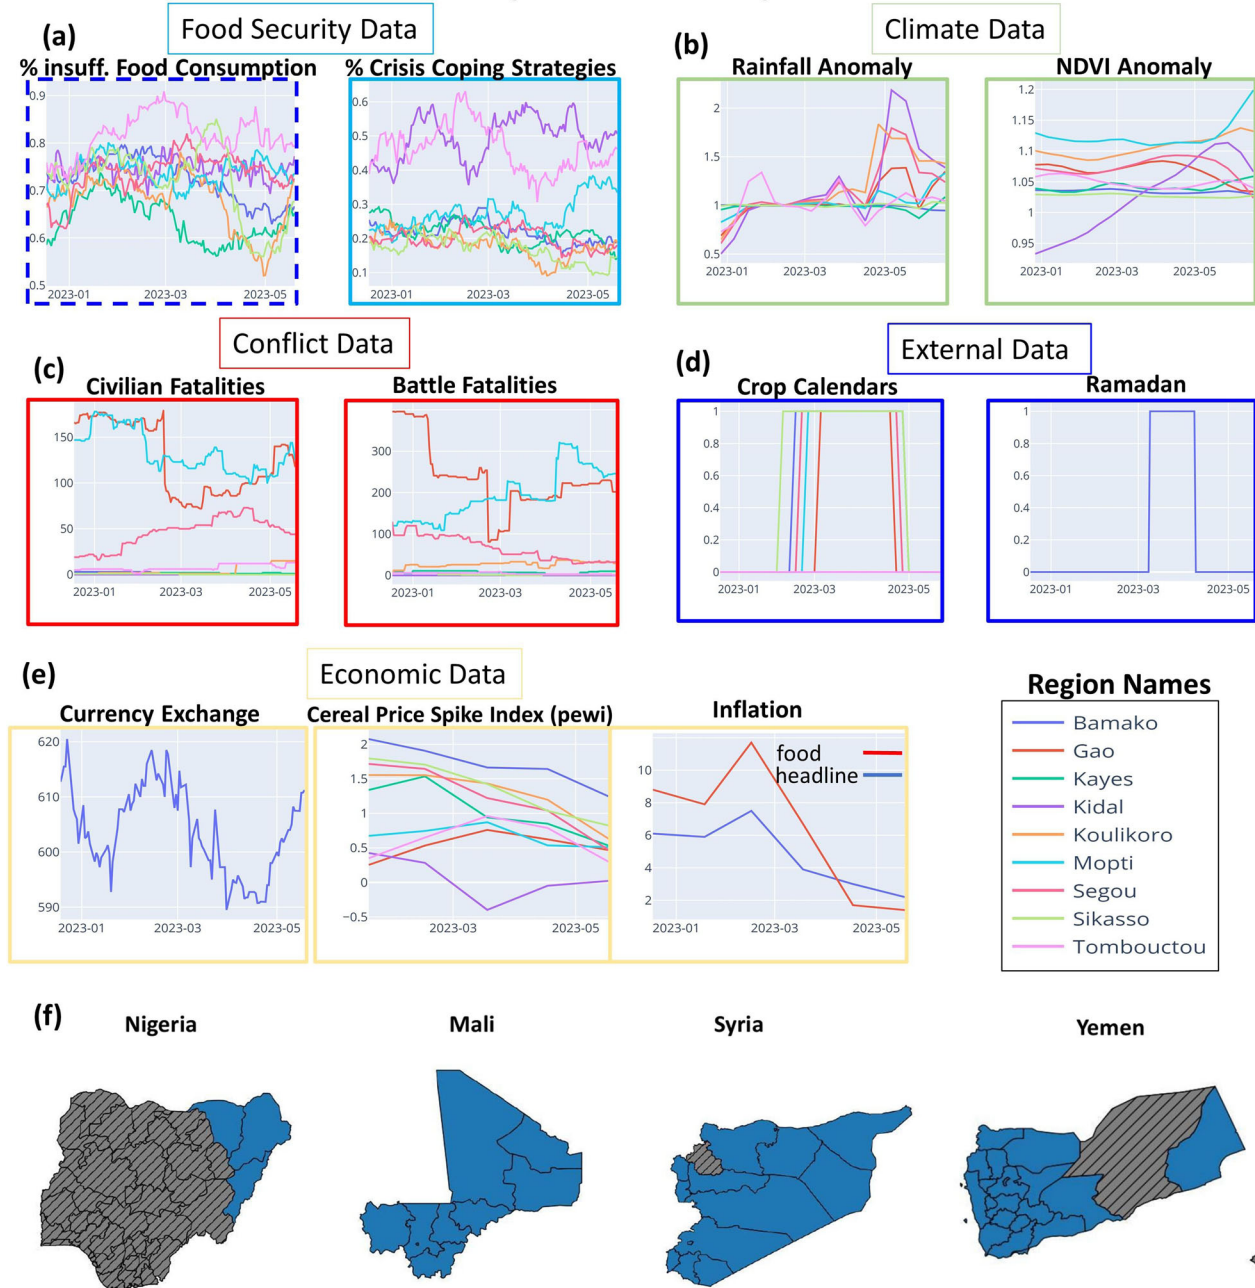 (a)
Food Security Data
% insuff. Food Consumption
0.9
0.8
0.7
0.6
0.5
2023-01
2023-03
2023-05
% Crisis Coping Strategies
0.6
0.5
0.4
0.3
0.2
0.1
2023-01
2023-03
2023-05
(b)
Climate Data
Rainfall Anomaly
2
1.5
1
0.5
2023-01
2023-03
2023-05
NDVI Anomaly
1.2
1.15
1.1
1.05
1
0.95
2023-01
2023-03
2023-05
(c)
Conflict Data
Civilian Fatalities
150
100
50
0
2023-01
2023-03
2023-05
Battle Fatalities
300
200
100
0
2023-01
2023-03
2023-05
(d)
External Data
Crop Calendars
1
0.8
0.6
0.4
0.2
0
2023-01
2023-03
2023-05
Ramadan
1
0.8
0.6
0.4
0.2
0
2023-01
2023-03
2023-05
(e)
Economic Data
Currency Exchange
620
610
600
590
2023-01
2023-03
2023-05
Cereal Price Spike Index (pewi)
2
1.5
1
0.5
0
−0.5
2023-03
2023-05
Inflation
food
headline
10
8
6
4
2
2023-01
2023-03
2023-05
Region Names
Bamako
Gao
Kayes
Kidal
Koulikoro
Mopti
Segou
Sikasso
Tombouctou
(f)
Nigeria
Mali
Syria
Yemen